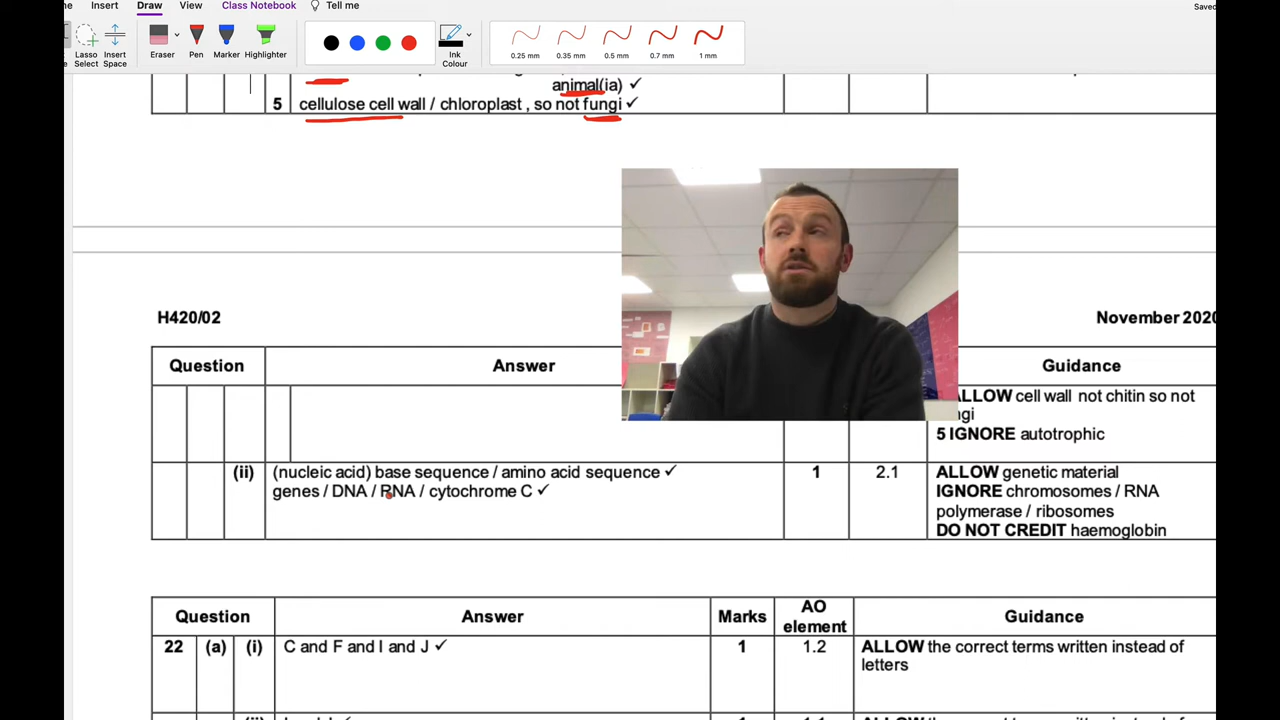 me Insert Draw View Class Notebook Tell me Saved
Eraser Pen Marker Highlighter
Lasso
Select
Insert
Space
Ink
Colour
0.25 mm 0.35 mm 0.5 mm 0.7 mm 1 mm
animal(ia) ✓
5 cellulose cell wall / chloroplast , so not fungi ✓
H420/02 November 2020
Question Answer Guidance
ALLOW cell wall not chitin so not
5 IGNORE autotrophic
(ii) (nucleic acid) base sequence / amino acid sequence ✓ 1 2.1 ALLOW genetic material
genes / DNA / RNA / cytochrome C ✓ IGNORE chromosomes / RNA
polymerase / ribosomes
DO NOT CREDIT haemoglobin
Question Answer Marks AO
element Guidance
22 (a) (i) C and F and I and J ✓ 1 1.2 ALLOW the correct terms written instead of
letters